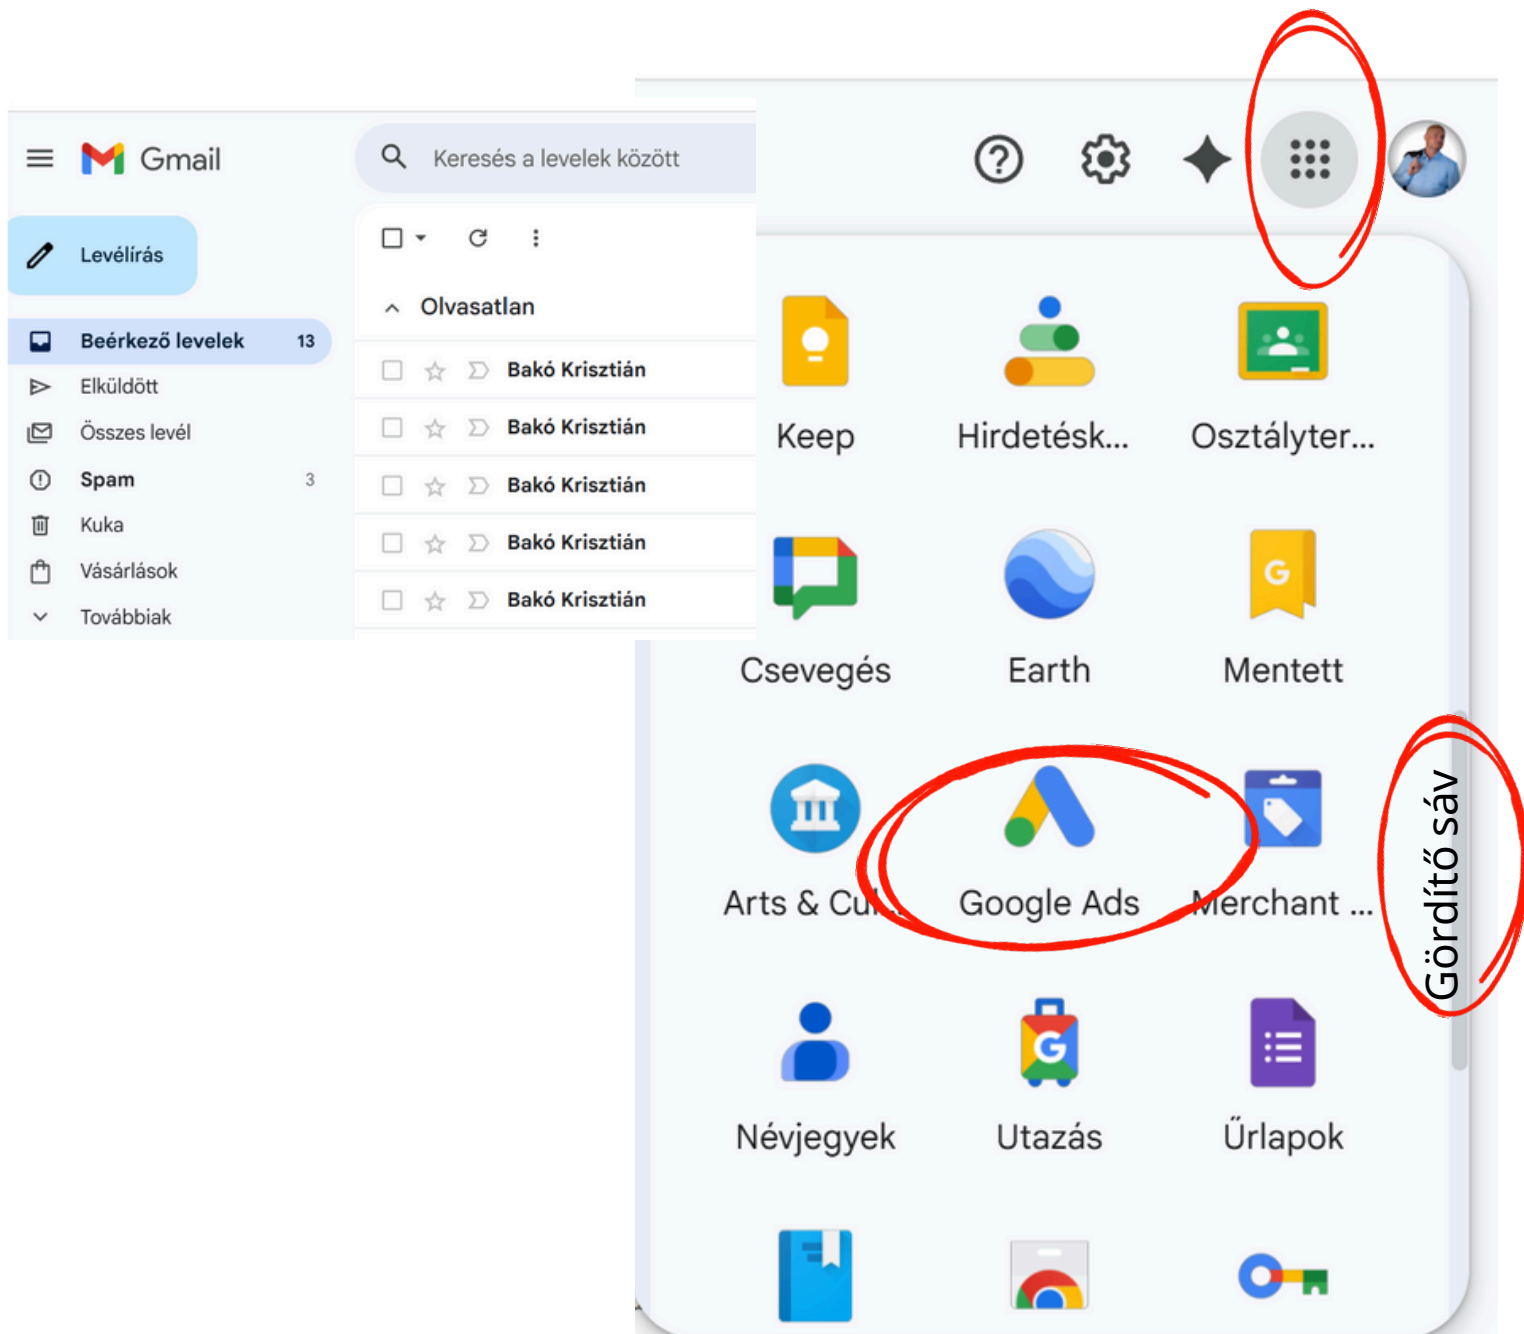 Gmail
Keresés a levelek között
Levélírás
Olvasatlan
Beérkező levelek 13
Elküldött
Összes levél
Spam 3
Kuka
Vásárlások
Továbbiak
Bakó Krisztián
Bakó Krisztián
Bakó Krisztián
Bakó Krisztián
Bakó Krisztián
Keep
Hirdetésk...
Osztályter...
Csevegés
Earth
Mentett
Arts & Cul...
Google Ads
Merchant ...
Gördítő sáv
Névjegyek
Utazás
Űrlapok